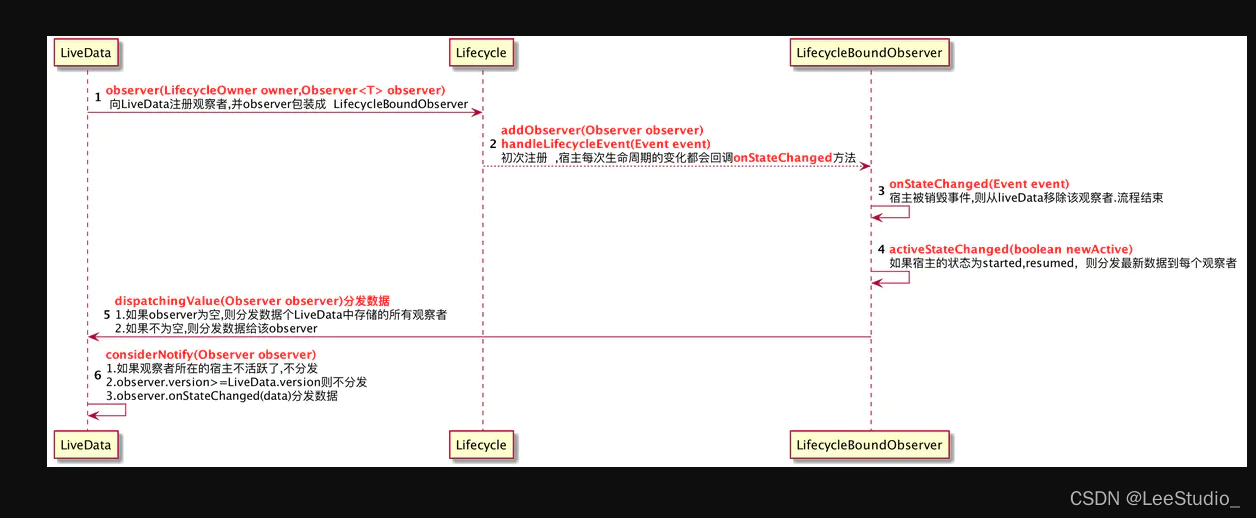 LiveData
Lifecycle
LifecycleBoundObserver
1
observer(LifecycleOwner owner,Observer<T> observer)
向LiveData注册观察者,并observer包装成 LifecycleBoundObserver
2
addObserver(Observer observer)
handleLifecycleEvent(Event event)
初次注册 ,宿主每次生命周期的变化都会回调onStateChanged方法
3
onStateChanged(Event event)
宿主被销毁事件,则从liveData移除该观察者.流程结束
4
activeStateChanged(boolean newActive)
如果宿主的状态为started,resumed，则分发最新数据到每个观察者
5
dispatchingValue(Observer observer)分发数据
1.如果observer为空,则分发数据个LiveData中存储的所有观察者
2.如果不为空,则分发数据给该observer
6
considerNotify(Observer observer)
1.如果观察者所在的宿主不活跃了,不分发
2.observer.version>=LiveData.version则不分发
3.observer.onStateChanged(data)分发数据
LiveData
Lifecycle
LifecycleBoundObserver
CSDN @LeeStudio_